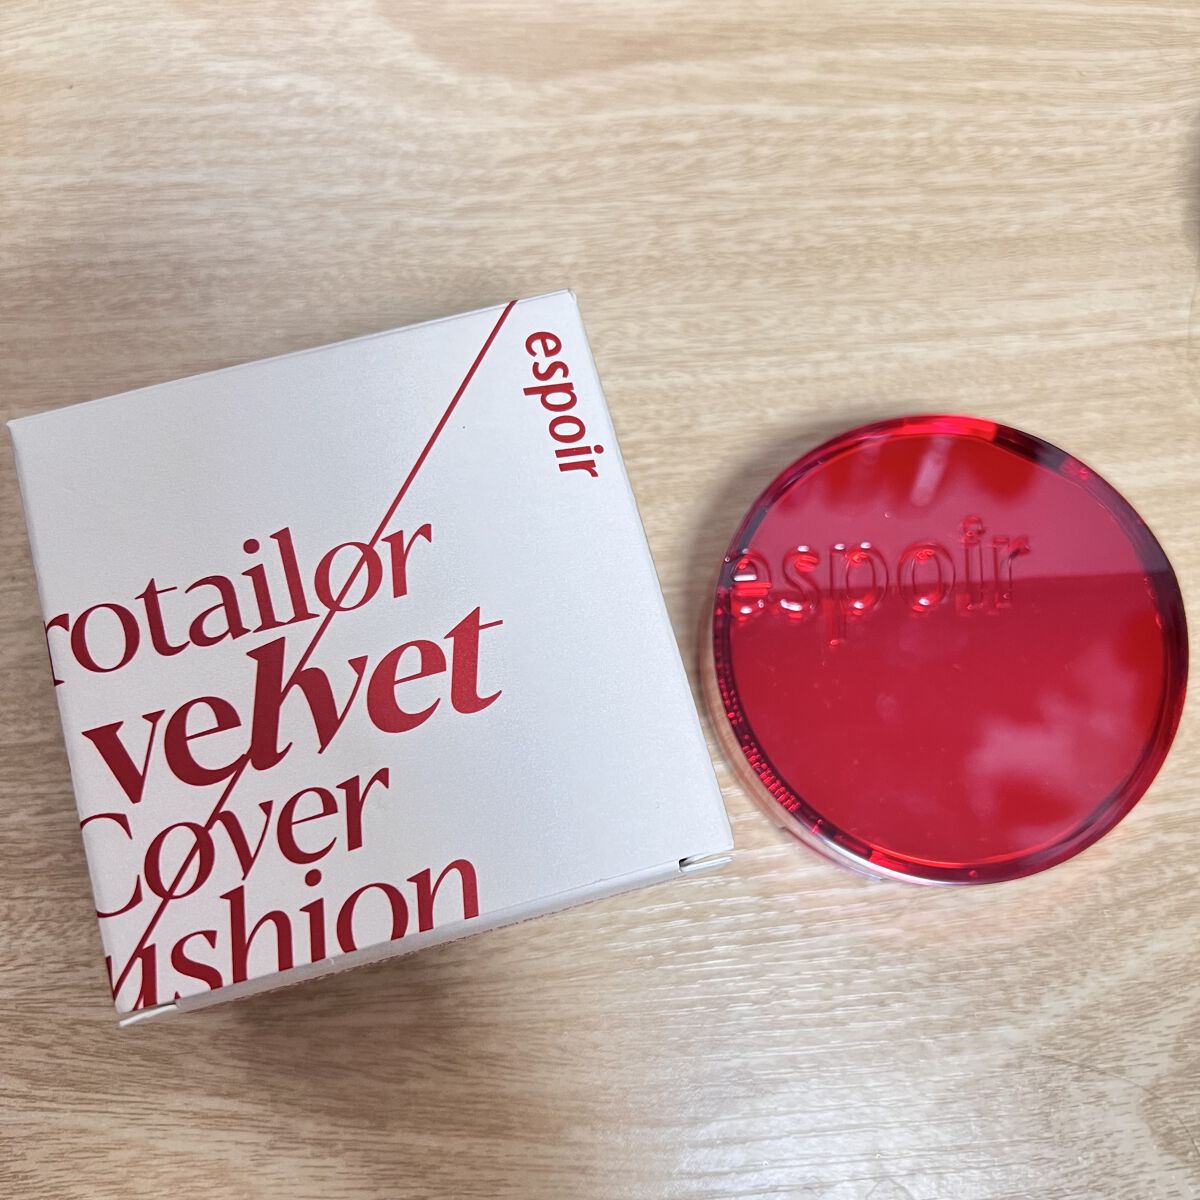 espoir
rotailor
velvet
Cover
ushion
espoir